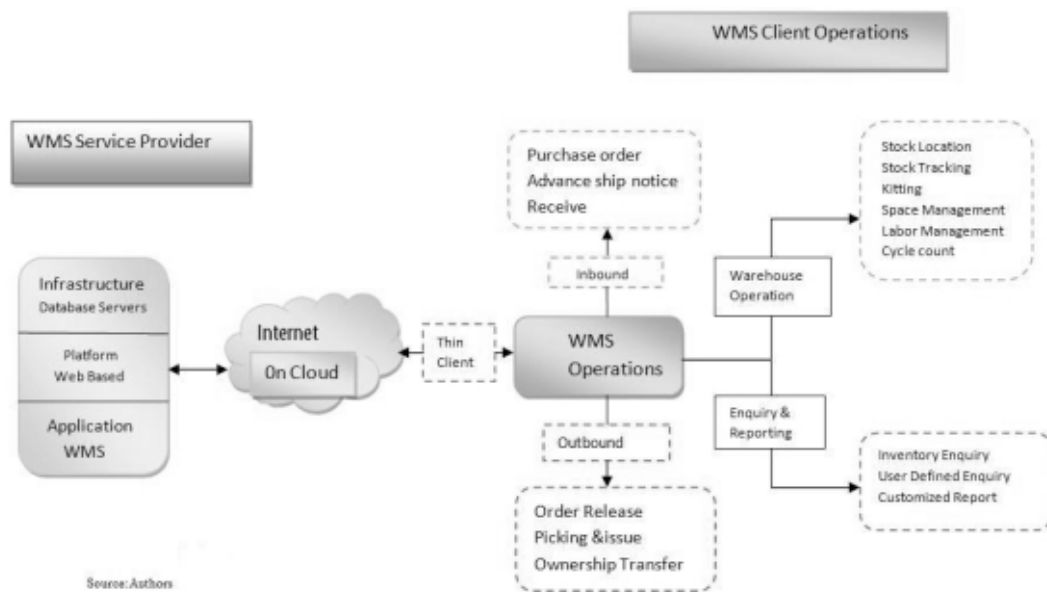 WMS Client Operations
WMS Service Provider
Purchase order
Advance ship notice
Receive
Stock Location
Stock Tracking
Kitting
Space Management
Labor Management
Cycle count
Inbound
Warehouse
Operation
Infrastructure
Database Servers
Platform
Web Based
Application
WMS
Internet
On Cloud
Thin
Client
WMS
Operations
Enquiry &
Reporting
Outbound
Inventory Enquiry
User Defined Enquiry
Customized Report
Order Release
Picking &issue
Ownership Transfer
Source: Authors